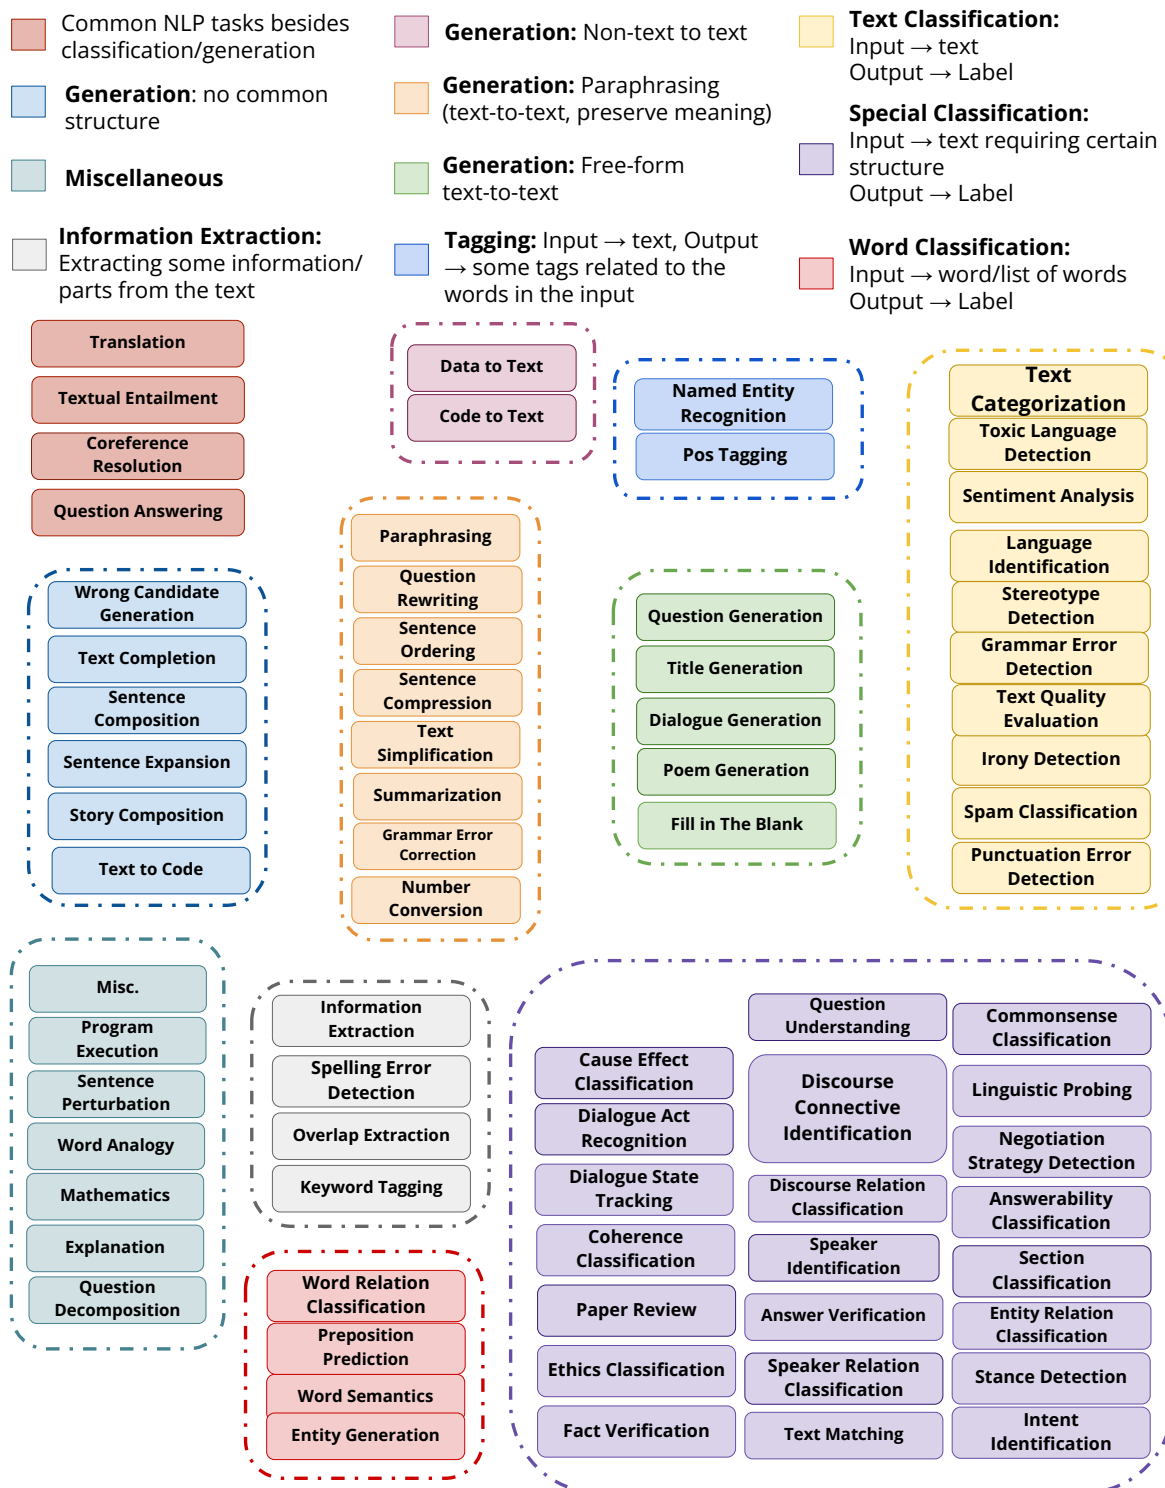 Common NLP tasks besides
classification/generation
Generation: no common
structure
Miscellaneous
Information Extraction:
Extracting some information/
parts from the text
Generation: Non-text to text
Generation: Paraphrasing
(text-to-text, preserve meaning)
Generation: Free-form
text-to-text
Tagging: Input → text, Output
→ some tags related to the
words in the input
Text Classification:
Input → text
Output → Label
Special Classification:
Input → text requiring certain
structure
Output → Label
Word Classification:
Input → word/list of words
Output → Label
Translation
Textual Entailment
Coreference
Resolution
Question Answering
Data to Text
Code to Text
Named Entity
Recognition
Pos Tagging
Text
Categorization
Toxic Language
Detection
Sentiment Analysis
Language
Identification
Stereotype
Detection
Grammar Error
Detection
Text Quality
Evaluation
Irony Detection
Spam Classification
Punctuation Error
Detection
Wrong Candidate
Generation
Text Completion
Sentence
Composition
Sentence Expansion
Story Composition
Text to Code
Paraphrasing
Question
Rewriting
Sentence
Ordering
Sentence
Compression
Text
Simplification
Summarization
Grammar Error
Correction
Number
Conversion
Question Generation
Title Generation
Dialogue Generation
Poem Generation
Fill in The Blank
Misc.
Program
Execution
Sentence
Perturbation
Word Analogy
Mathematics
Explanation
Question
Decomposition
Information
Extraction
Spelling Error
Detection
Overlap Extraction
Keyword Tagging
Word Relation
Classification
Preposition
Prediction
Word Semantics
Entity Generation
Cause Effect
Classification
Dialogue Act
Recognition
Dialogue State
Tracking
Coherence
Classification
Paper Review
Ethics Classification
Fact Verification
Question
Understanding
Discourse
Connective
Identification
Discourse Relation
Classification
Speaker
Identification
Answer Verification
Speaker Relation
Classification
Text Matching
Commonsense
Classification
Linguistic Probing
Negotiation
Strategy Detection
Answerability
Classification
Section
Classification
Entity Relation
Classification
Stance Detection
Intent
Identification